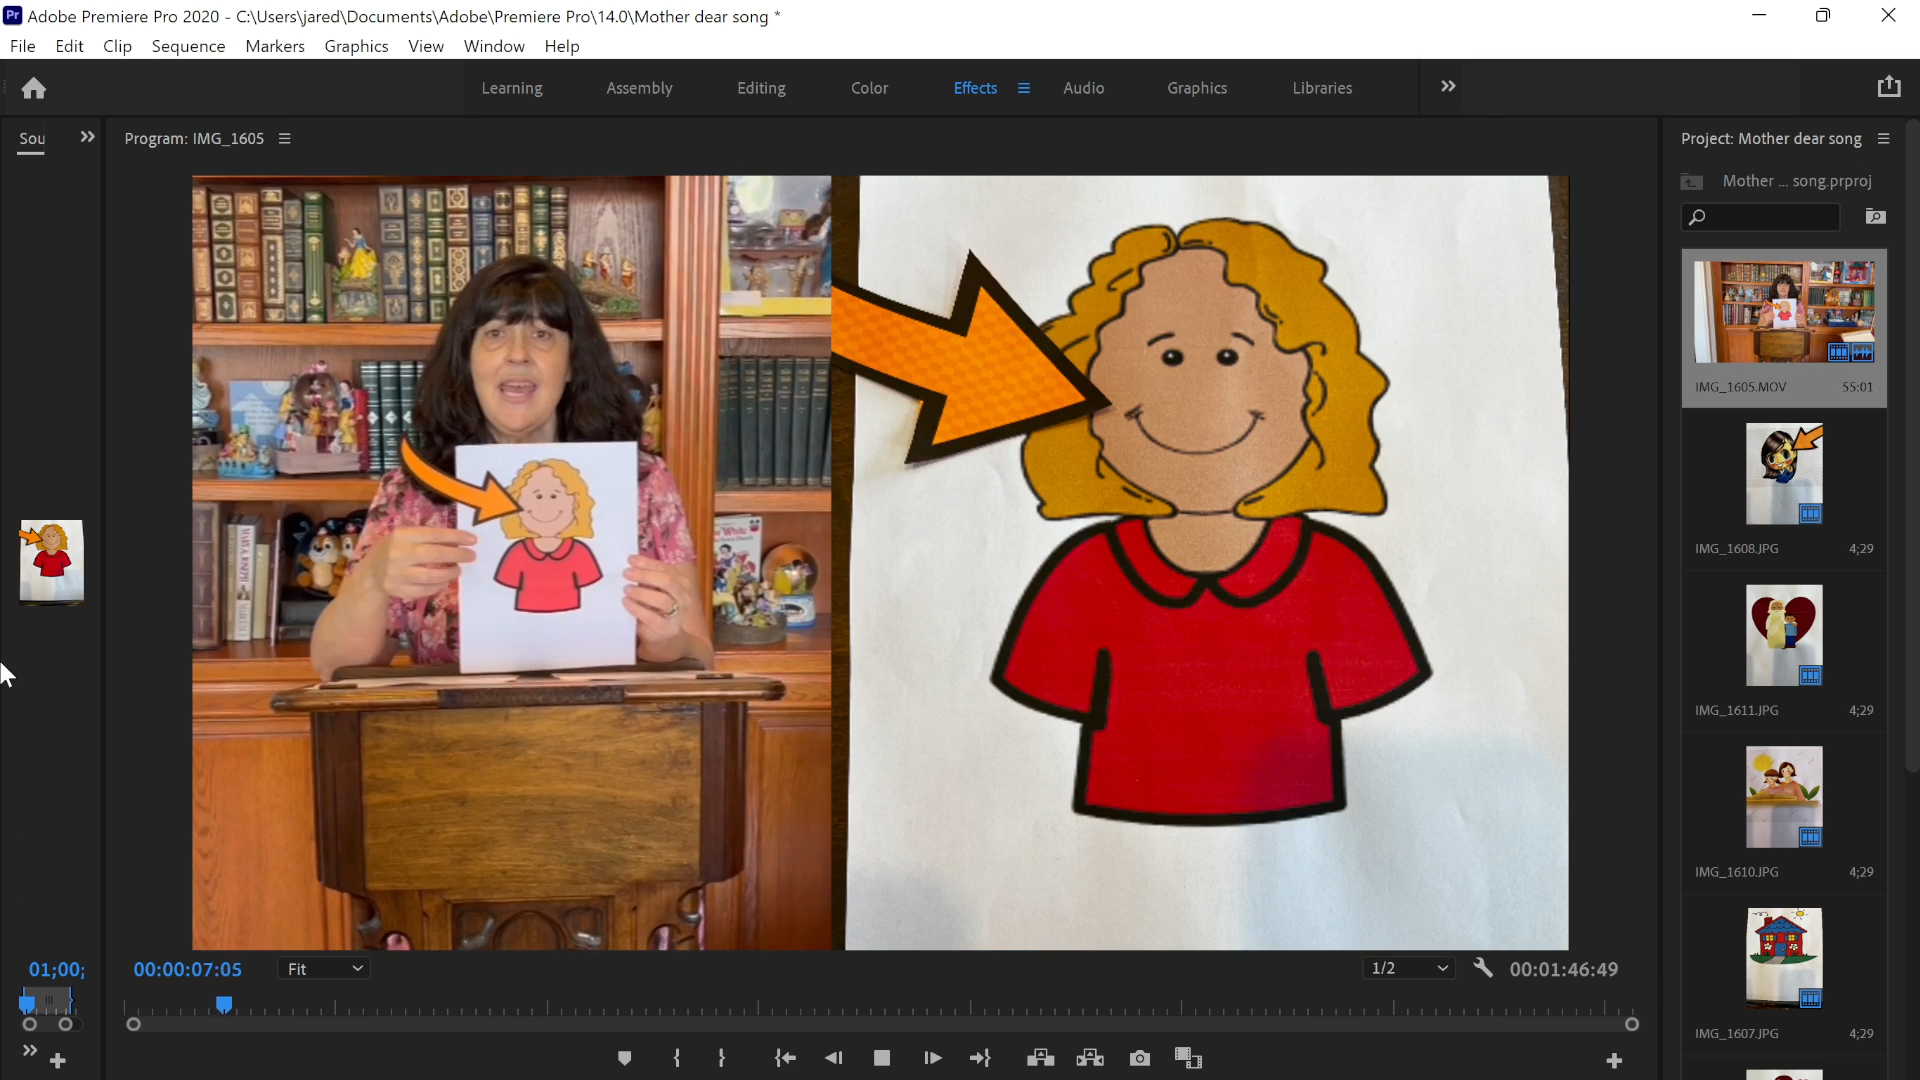 Pr Adobe Premiere Pro 2020 - C:\Users\jared\Documents\Adobe\Premiere Pro\14.0\Mother dear song *
File Edit Clip Sequence Markers Graphics View Window Help
Learning Assembly Editing Color Effects Audio Graphics Libraries
Sou
Program: IMG_1605
Project: Mother dear song
Mother ... song.prproj
IMG_1605.MOV 55:01
IMG_1608.JPG 4;29
IMG_1611.JPG 4;29
IMG_1610.JPG 4;29
IMG_1607.JPG 4;29
01;00;
00:00:07:05
Fit
1/2
00:01:46:49